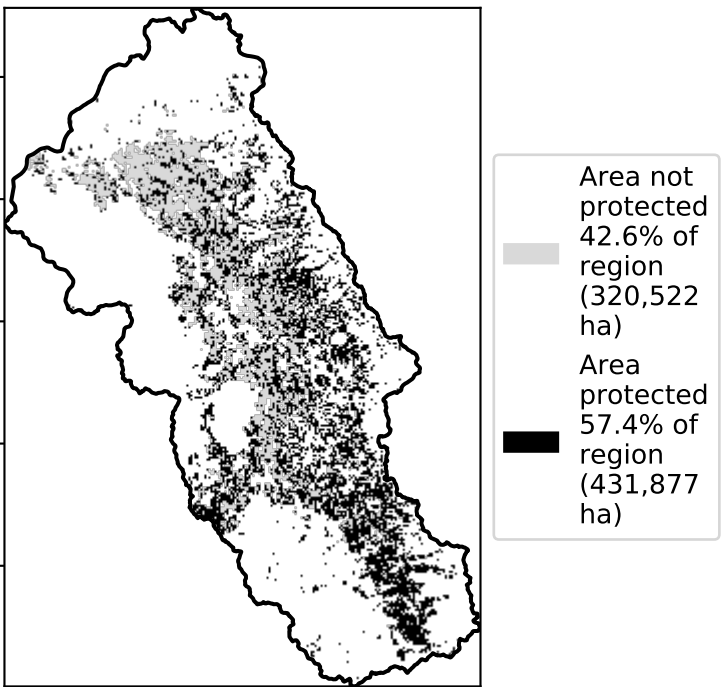 Area not
protected
42.6% of
region
(320,522
ha)
Area
protected
57.4% of
region
(431,877
ha)